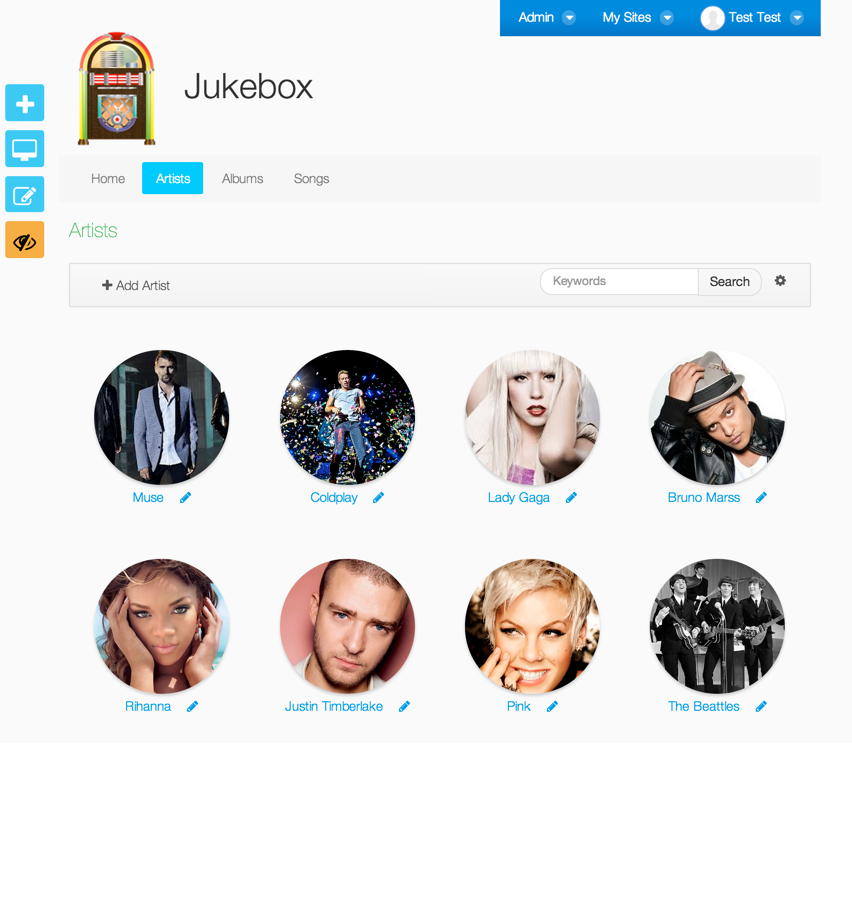 Admin My Sites Test Test
Jukebox
Home Artists Albums Songs
Artists
Add Artist Keywords Search
Muse Coldplay Lady Gaga Bruno Marss
Rihanna Justin Timberlake Pink The Beattles